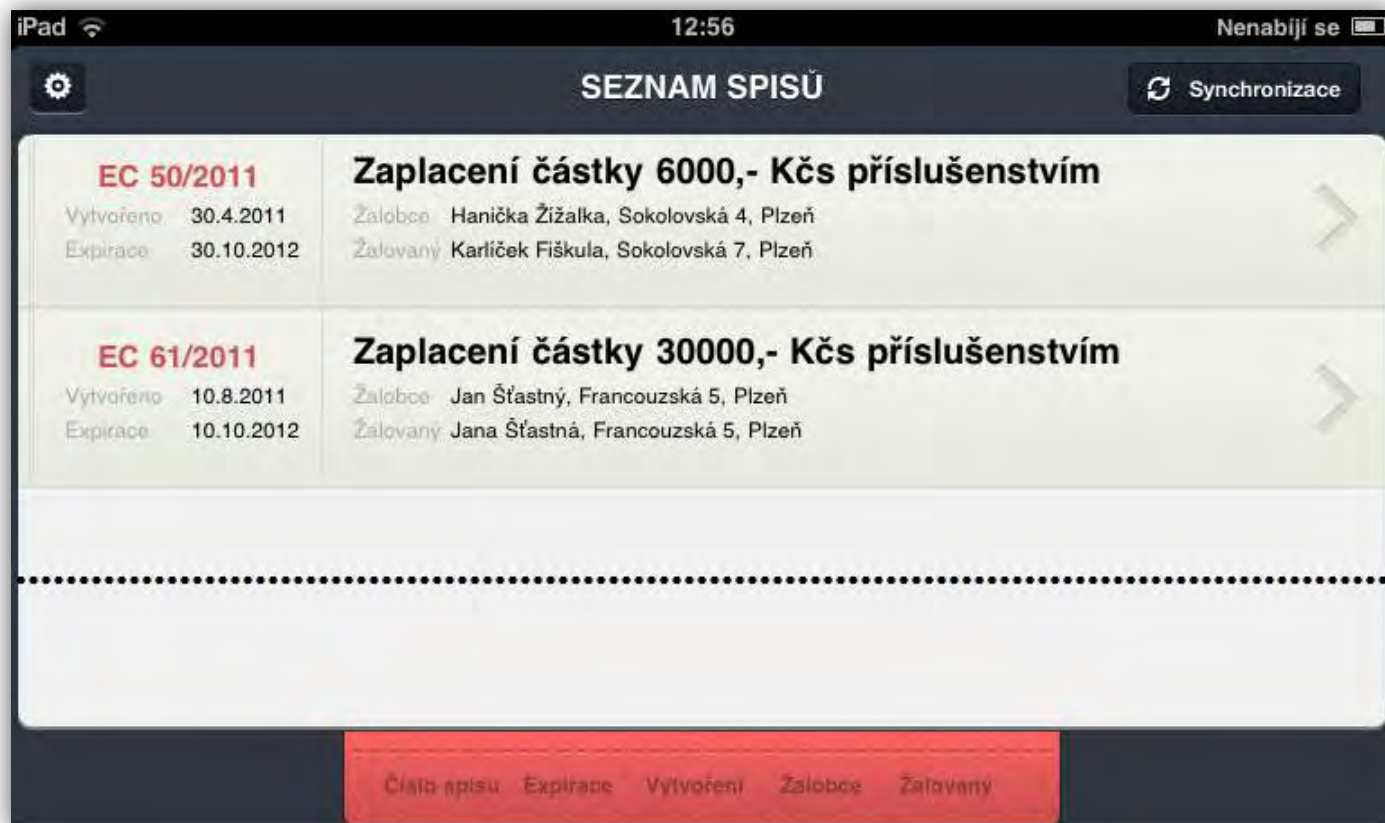 iPad 12:56 Nenabíjí se
SEZNAM SPISŮ Synchronizace
EC 50/2011 Zaplacení částky 6000,- Kčs příslušenstvím
Vytvořeno 30.4.2011 Žalobce Hanička Žížalka, Sokolovská 4, Plzeň
Expirace 30.10.2012 Žalovaný Karlíček Fiškula, Sokolovská 7, Plzeň
EC 61/2011 Zaplacení částky 30000,- Kčs příslušenstvím
Vytvořeno 10.8.2011 Žalobce Jan Šťastný, Francouzská 5, Plzeň
Expirace 10.10.2012 Žalovaný Jana Šťastná, Francouzská 5, Plzeň
Číslo spisu Expirace Vytvoření Žalobce Žalovaný